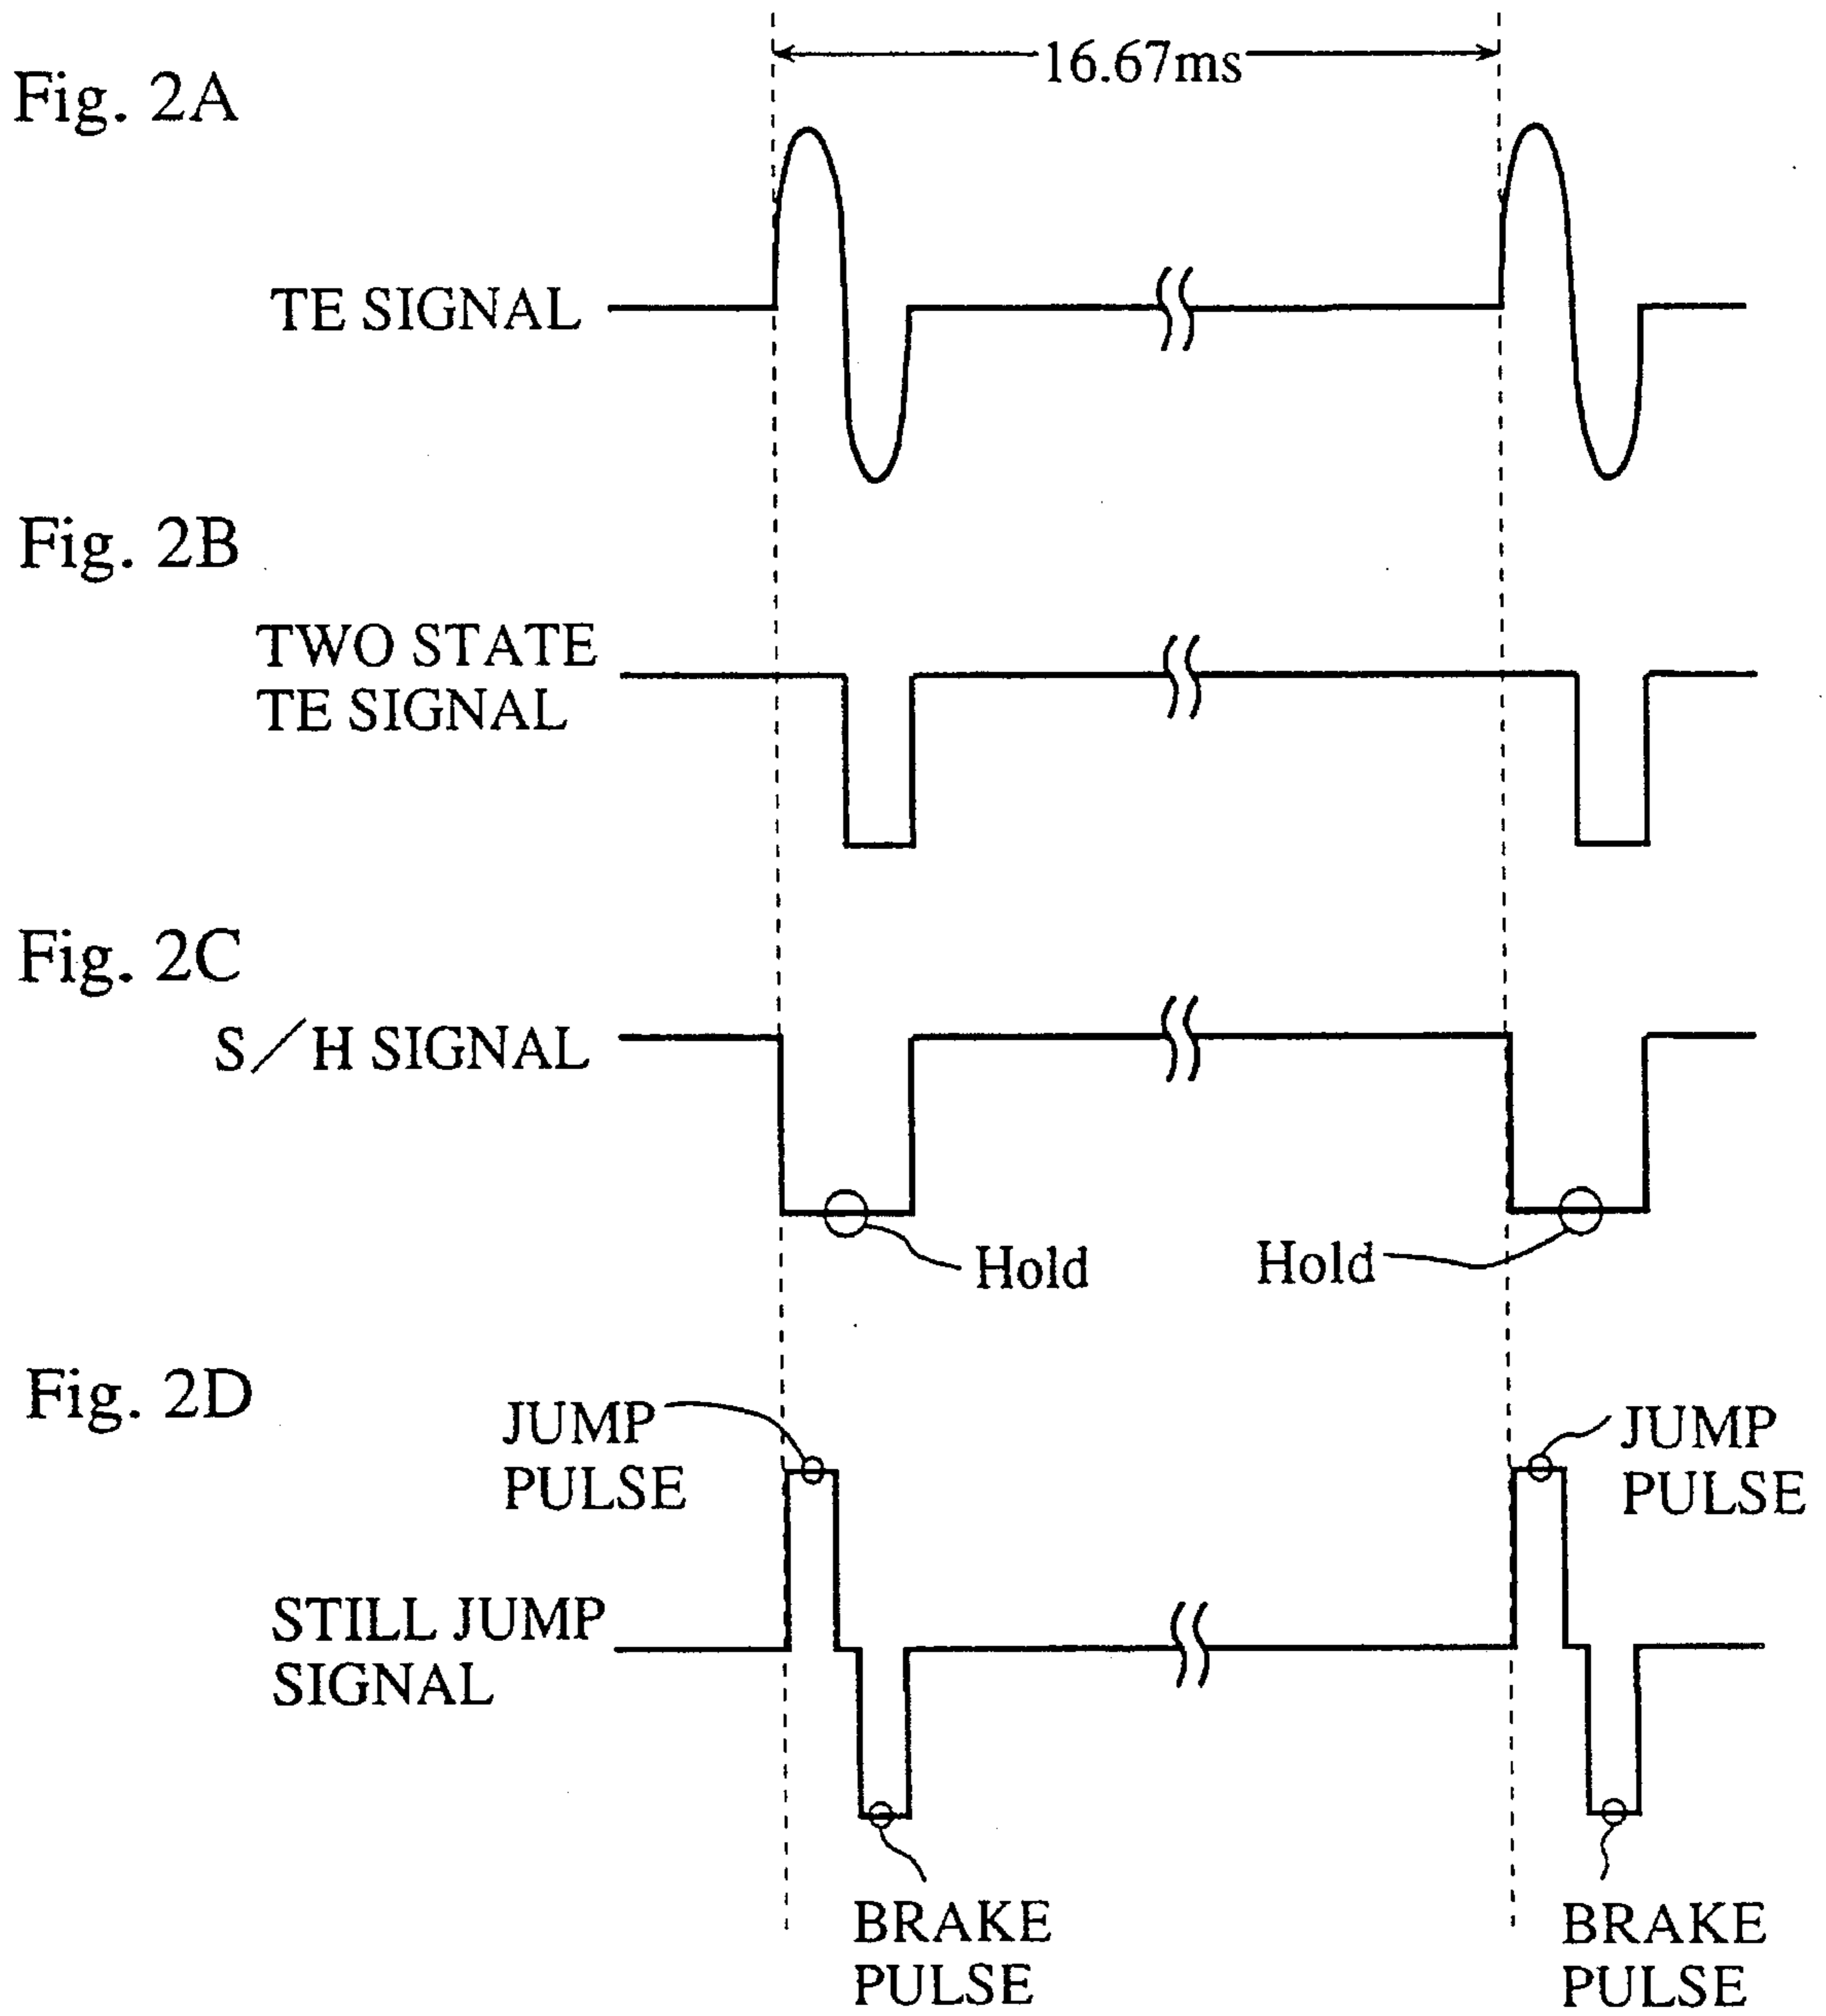 16.67ms
Fig. 2A
TE SIGNAL
Fig. 2B
TWO STATE
TE SIGNAL
Fig. 2C
S/H SIGNAL
Hold
Hold
Fig. 2D
JUMP
PULSE
JUMP
PULSE
STILL JUMP
SIGNAL
BRAKE
PULSE
BRAKE
PULSE